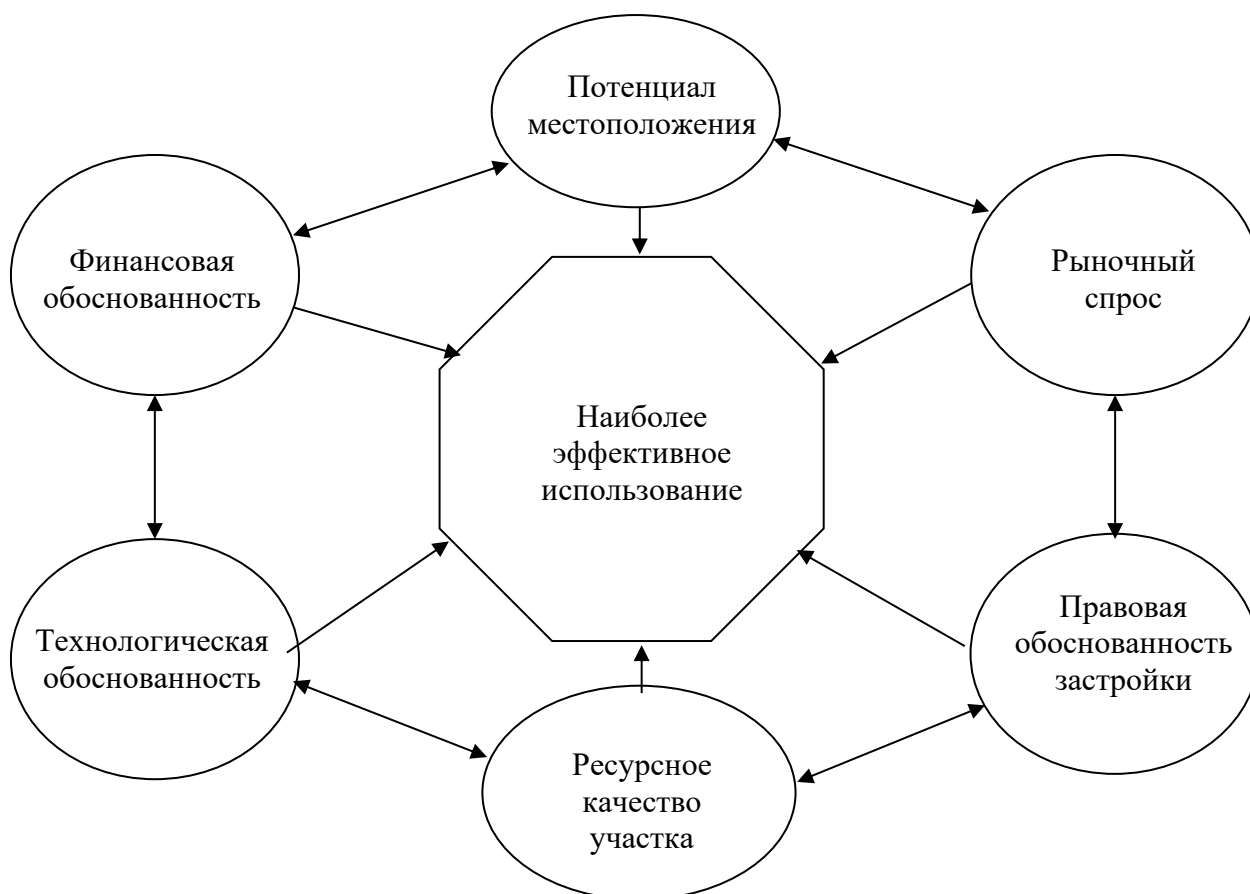 Потенциал
местоположения
Финансовая
обоснованность
Рыночный
спрос
Наиболее
эффективное
использование
Технологическая
обоснованность
Правовая
обоснованность
застройки
Ресурсное
качество
участка